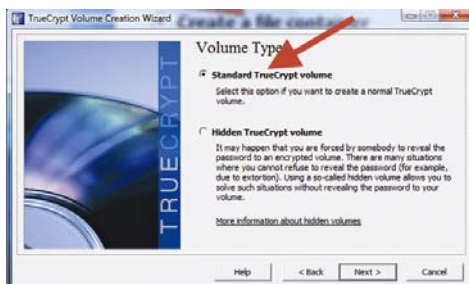 TrueCrypt Volume Creation Wizard
Create a file container
Volume Type
Standard TrueCrypt volume
Select this option if you want to create a normal TrueCrypt
volume.
Hidden TrueCrypt volume
It may happen that you are forced by somebody to reveal the
password to an encrypted volume. There are many situations
where you cannot refuse to reveal the password (for example,
due to extortion). Using a so-called hidden volume allows you to
solve such situations without revealing the password to your
volume.
More information about hidden volumes
TRUECRYPT
Help
< Back
Next >
Cancel